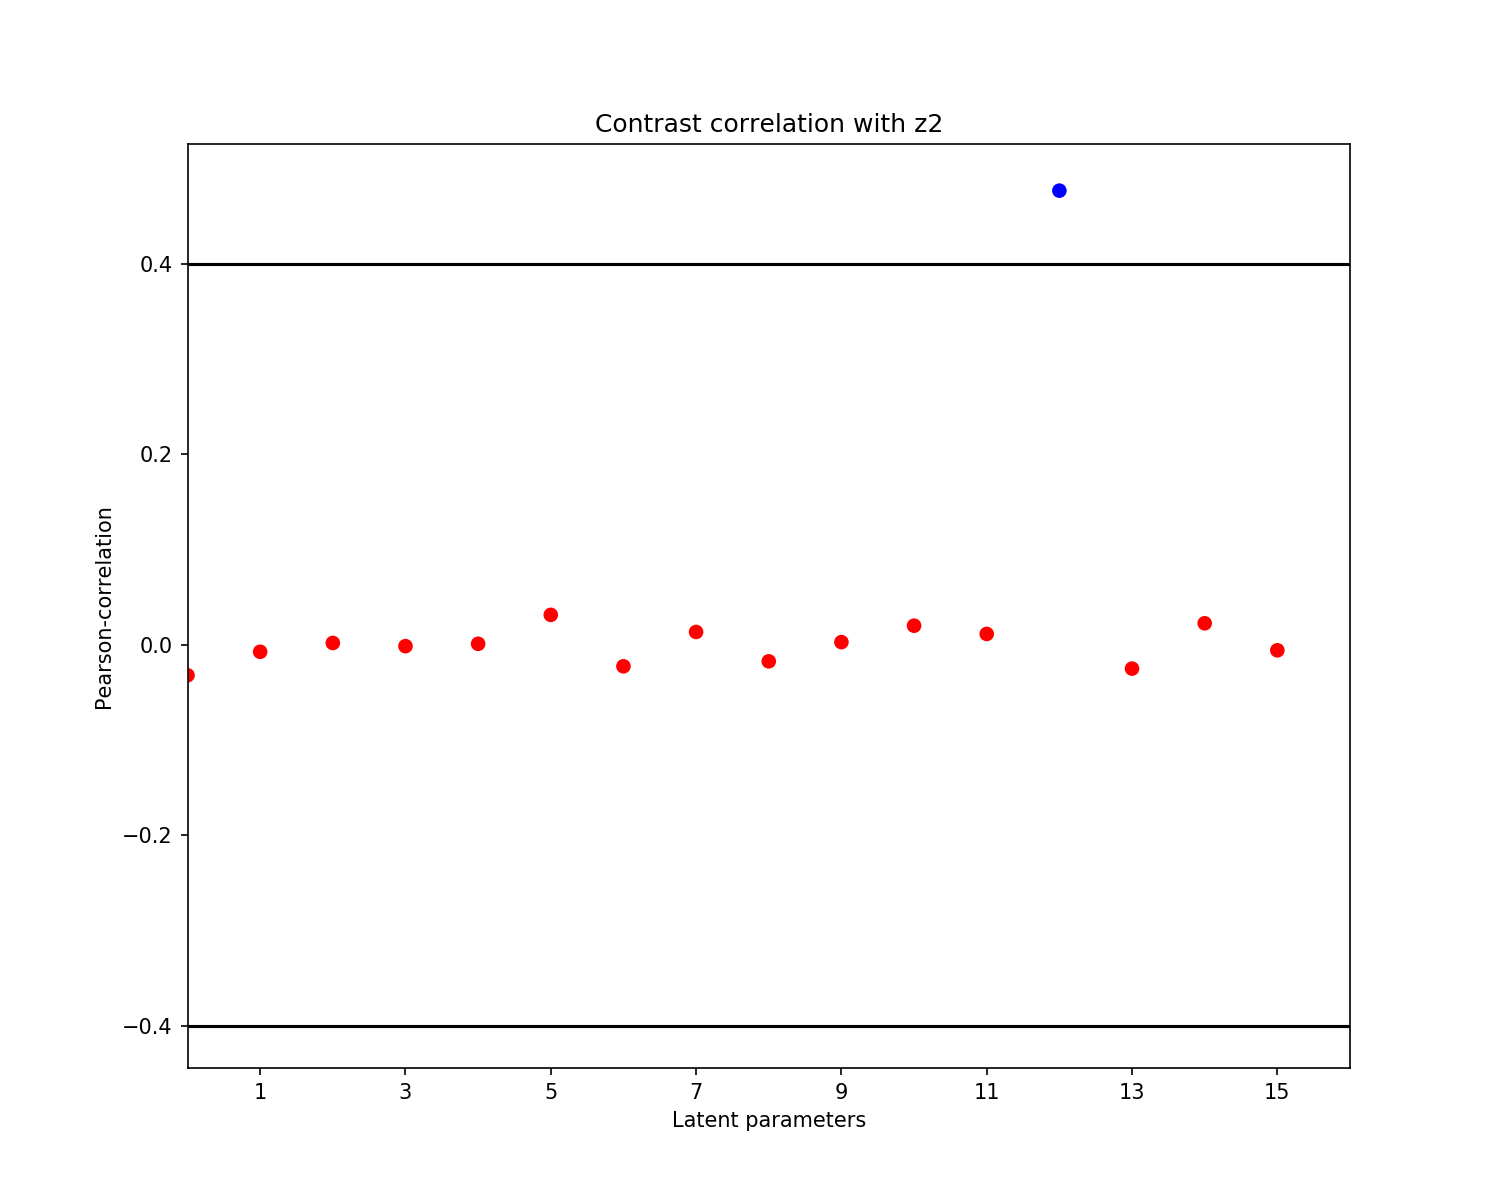 Contrast correlation with z2
0.4
0.2
0.0
−0.2
−0.4
Pearson-correlation
1 3 5 7 9 11 13 15
Latent parameters